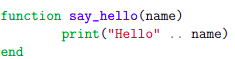 function say_hello(name)
        print("Hello" .. name)
end